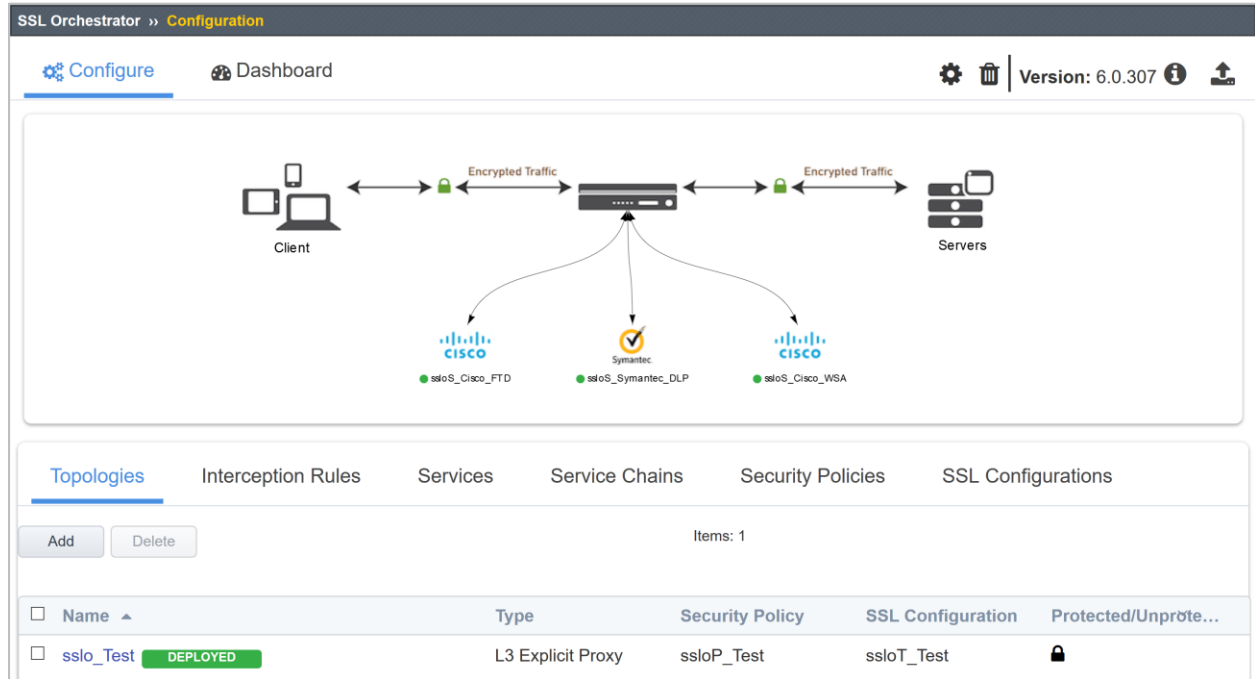 SSL Orchestrator ›› Configuration
Configure Dashboard Version: 6.0.307
Encrypted Traffic Encrypted Traffic
Client Servers
CISCO Symantec. CISCO
ssloS_Cisco_FTD ssloS_Symantec_DLP ssloS_Cisco_WSA
Topologies Interception Rules Services Service Chains Security Policies SSL Configurations
Add Delete Items: 1
Name Type Security Policy SSL Configuration Protected/Unprote...
sslo_Test DEPLOYED L3 Explicit Proxy ssloP_Test ssloT_Test